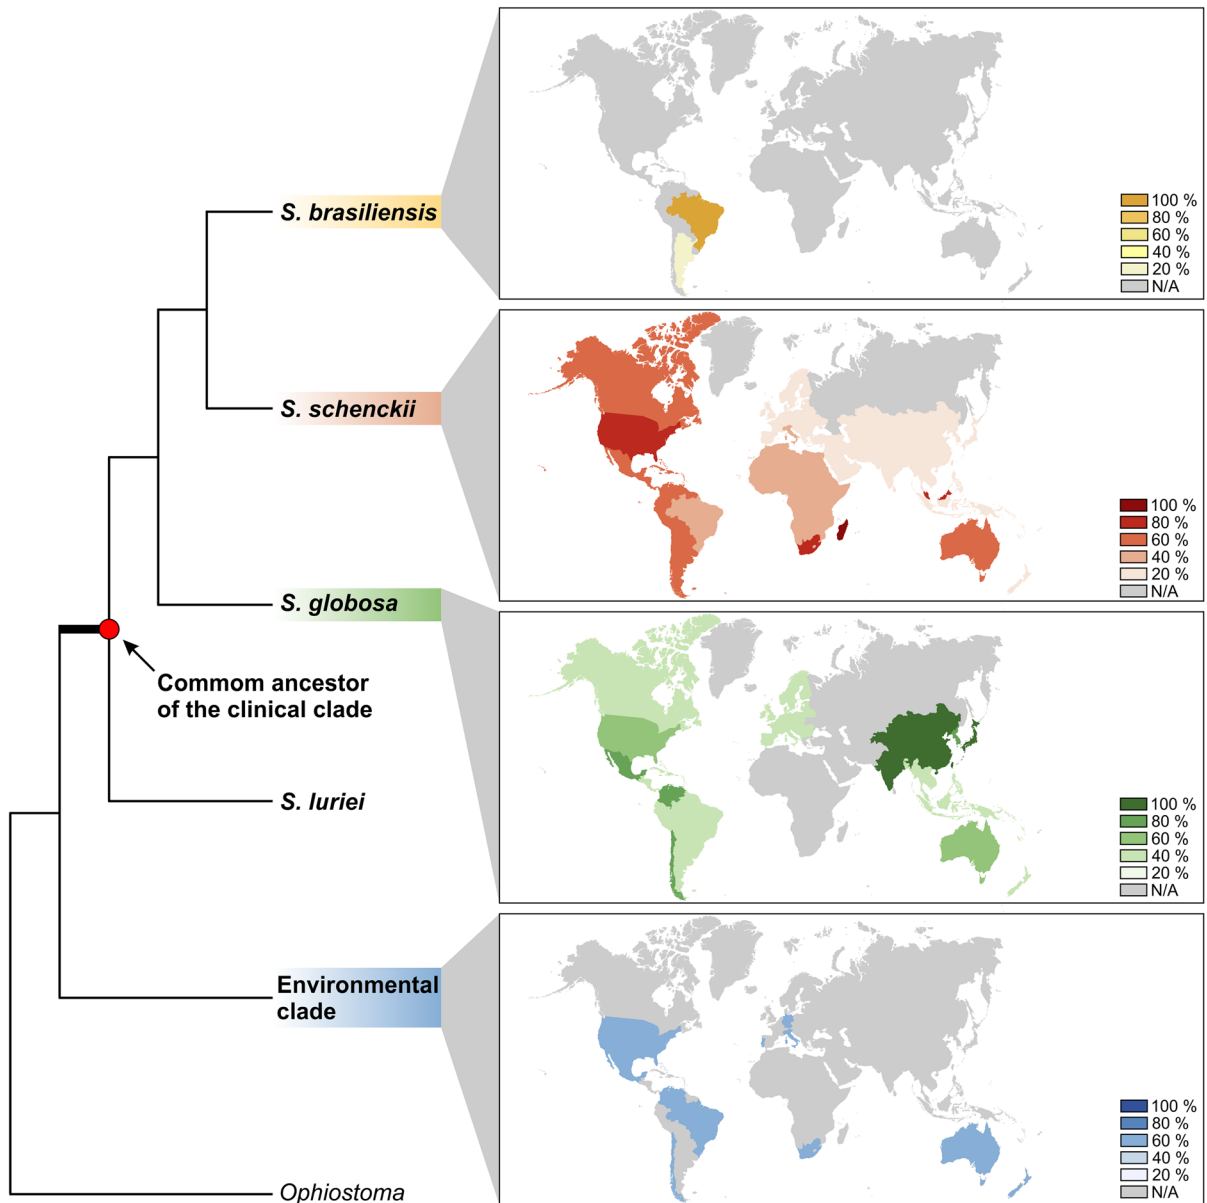 S. brasiliensis
100 %
80 %
60 %
40 %
20 %
N/A
S. schenckii
100 %
80 %
60 %
40 %
20 %
N/A
S. globosa
Commom ancestor
of the clinical clade
100 %
80 %
60 %
40 %
20 %
N/A
S. luriei
Environmental
clade
100 %
80 %
60 %
40 %
20 %
N/A
Ophiostoma